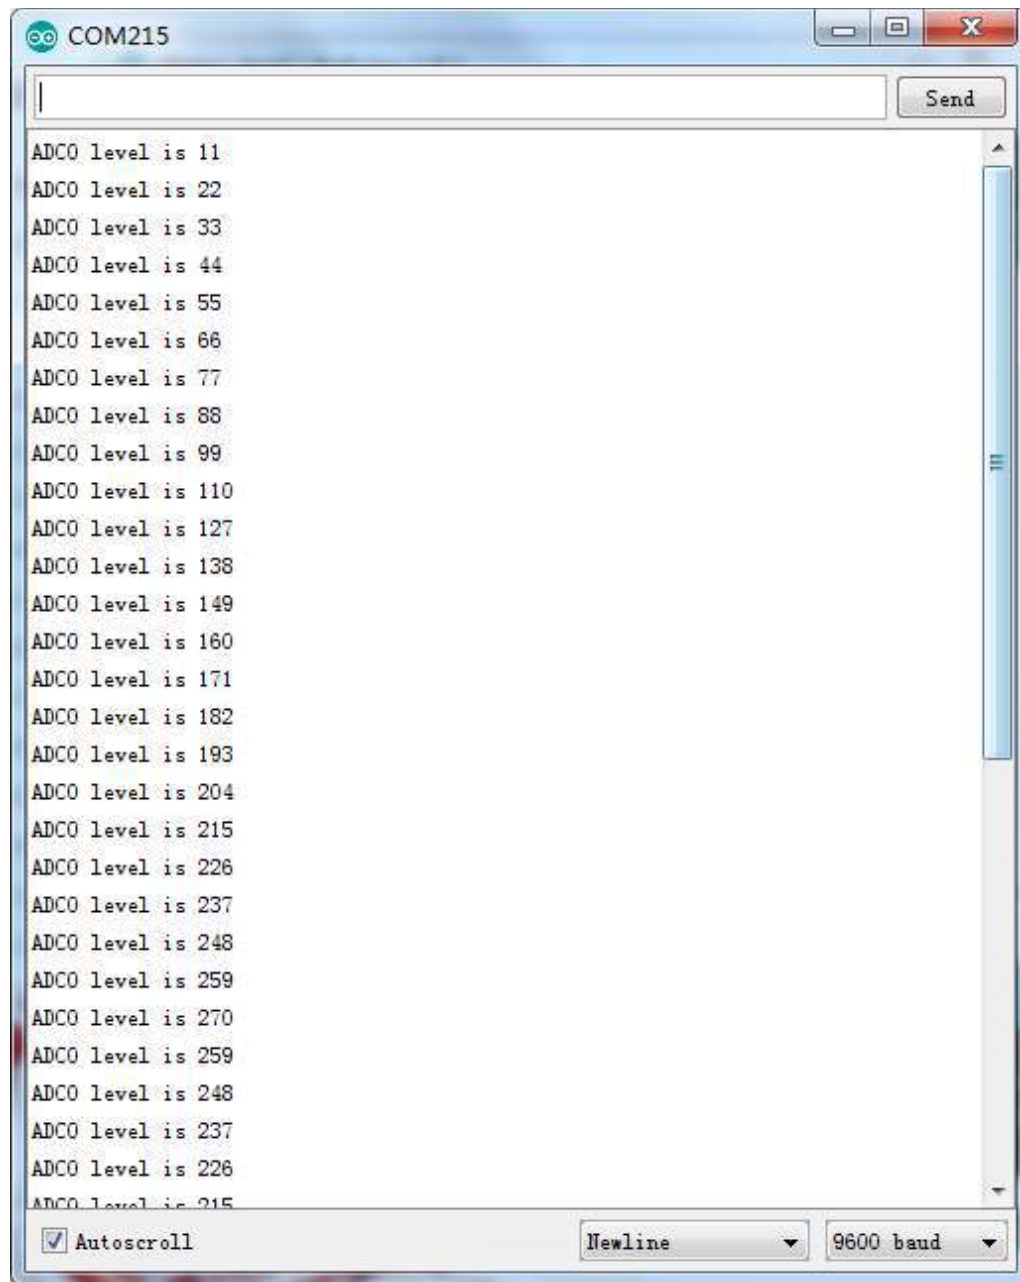 COM215
Send
ADC0 level is 11
ADC0 level is 22
ADC0 level is 33
ADC0 level is 44
ADC0 level is 55
ADC0 level is 66
ADC0 level is 77
ADC0 level is 88
ADC0 level is 99
ADC0 level is 110
ADC0 level is 127
ADC0 level is 138
ADC0 level is 149
ADC0 level is 160
ADC0 level is 171
ADC0 level is 182
ADC0 level is 193
ADC0 level is 204
ADC0 level is 215
ADC0 level is 226
ADC0 level is 237
ADC0 level is 248
ADC0 level is 259
ADC0 level is 270
ADC0 level is 259
ADC0 level is 248
ADC0 level is 237
ADC0 level is 226
ADC0 level is 215
Autoscroll
Newline
9600 baud